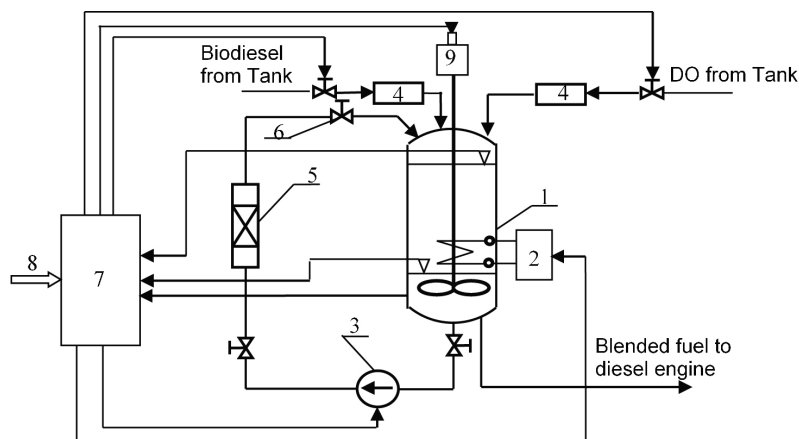 Biodiesel
from Tank
9
DO from Tank
4
4
6
5
1
8
7
2
3
Blended fuel to
diesel engine